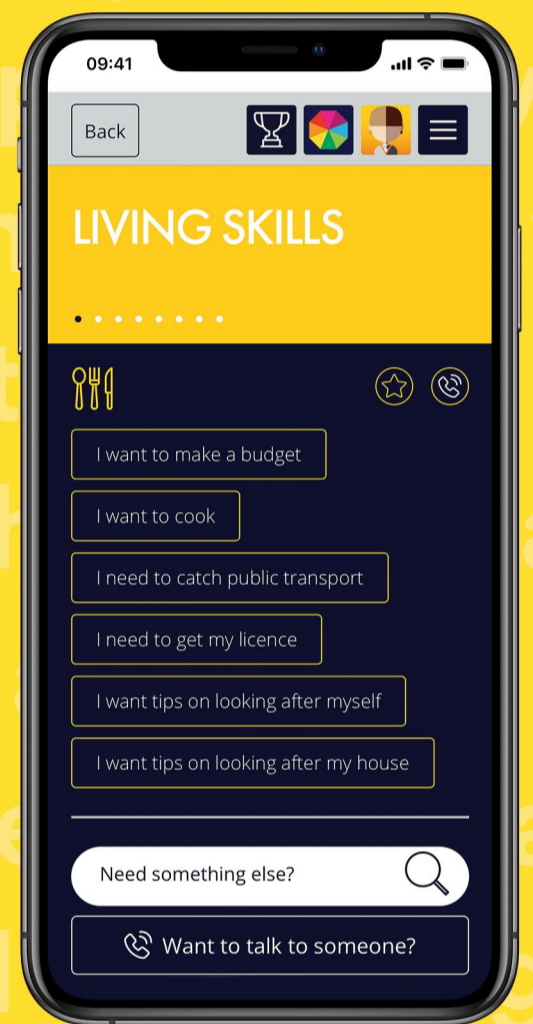 09:41
Back
LIVING SKILLS
I want to make a budget
I want to cook
I need to catch public transport
I need to get my licence
I want tips on looking after myself
I want tips on looking after my house
Need something else?
Want to talk to someone?